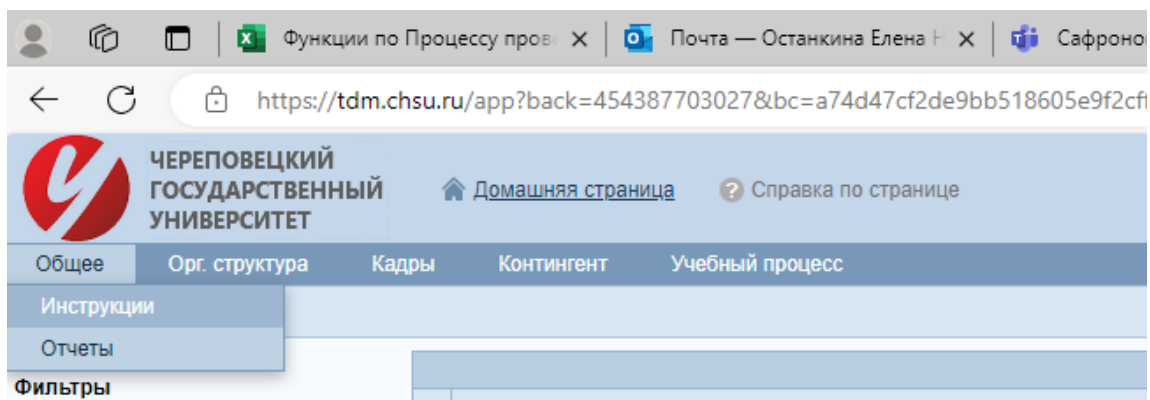 Функции по Процессу пров
Почта — Останкина Елена Н
Сафроно
https://tdm.chsu.ru/app?back=454387703027&bc=a74d47cf2de9bb518605e9f2cf
ЧЕРЕПОВЕЦКИЙ
ГОСУДАРСТВЕННЫЙ
УНИВЕРСИТЕТ
Домашняя страница
Справка по странице
Общее Орг. структура Кадры Контингент Учебный процесс
Инструкции
Отчеты
Фильтры